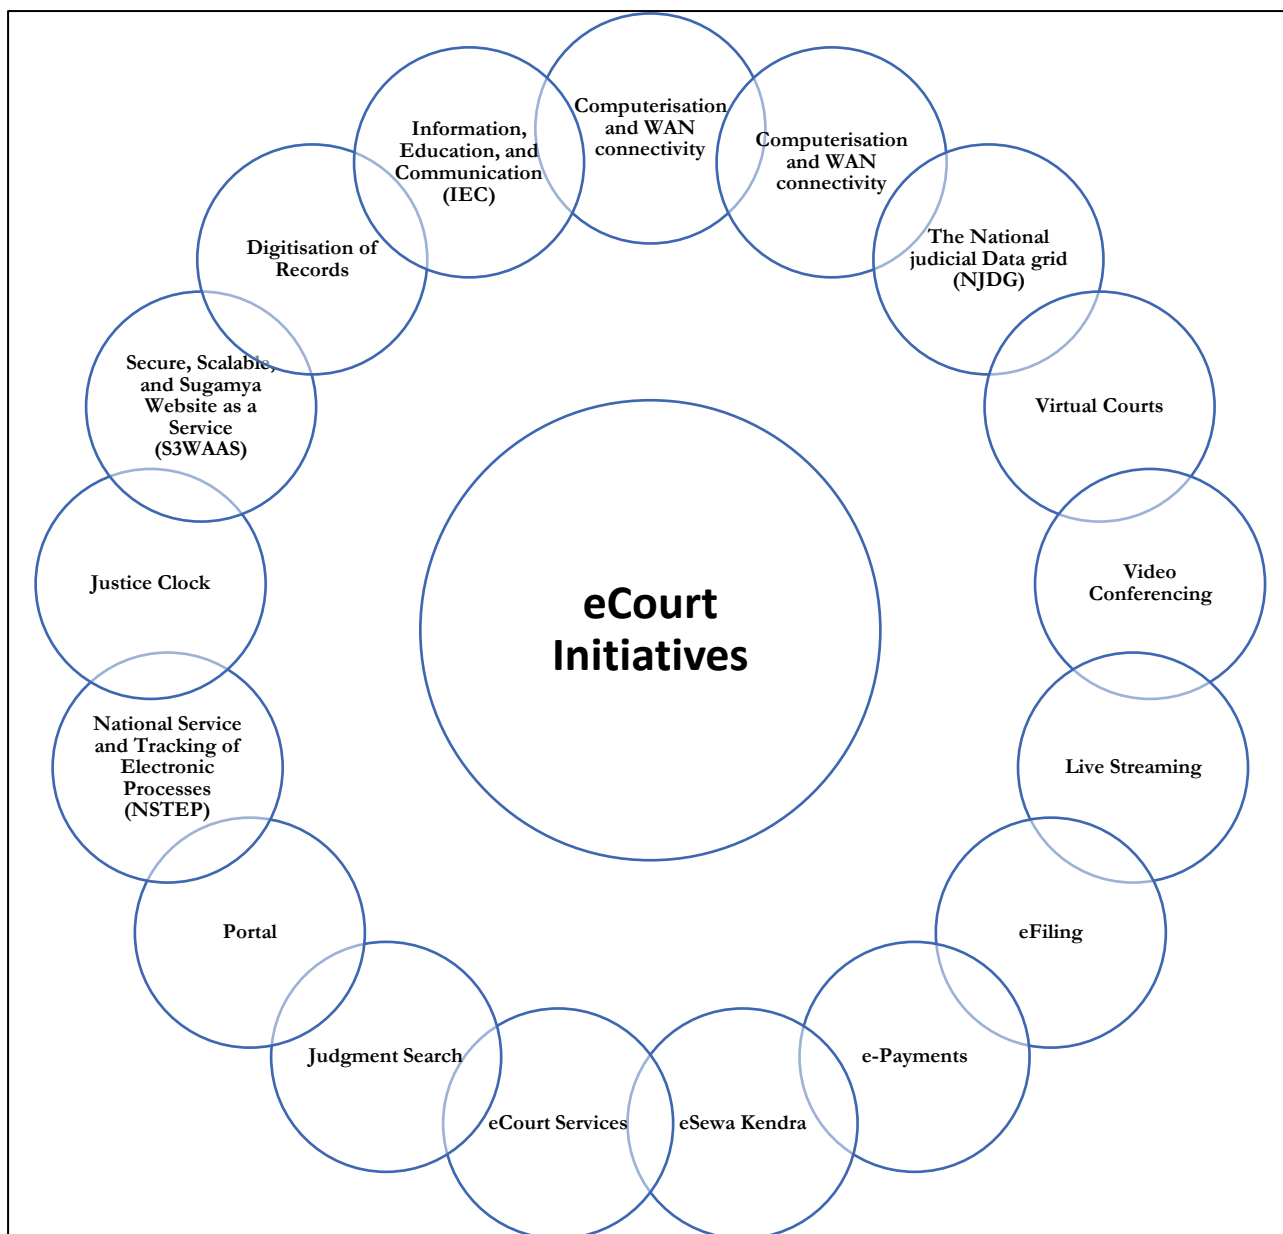 Computerisation
and WAN
connectivity
Computerisation
and WAN
connectivity
The National
judicial Data grid
(NJDG)
Virtual Courts
Video
Conferencing
Live Streaming
eFiling
e-Payments
eSewa Kendra
eCourt Services
Judgment Search
Portal
National Service
and Tracking of
Electronic
Processes
(NSTEP)
Justice Clock
Secure, Scalable,
and Sugamya
Website as a
Service
(S3WAAS)
Digitisation of
Records
Information,
Education, and
Communication
(IEC)
eCourt
Initiatives